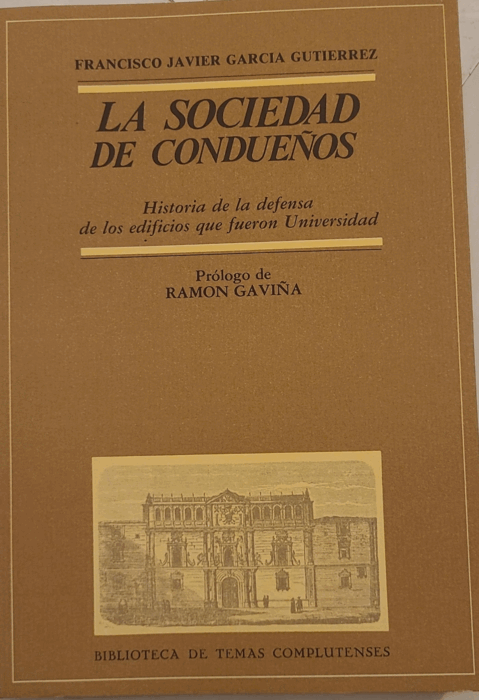 FRANCISCO JAVIER GARCIA GUTIERREZ
LA SOCIEDAD
DE CONDUEÑOS
Historia de la defensa
de los edificios que fueron Universidad
Prólogo de
RAMON GAVIÑA
BIBLIOTECA DE TEMAS COMPLUTENSES